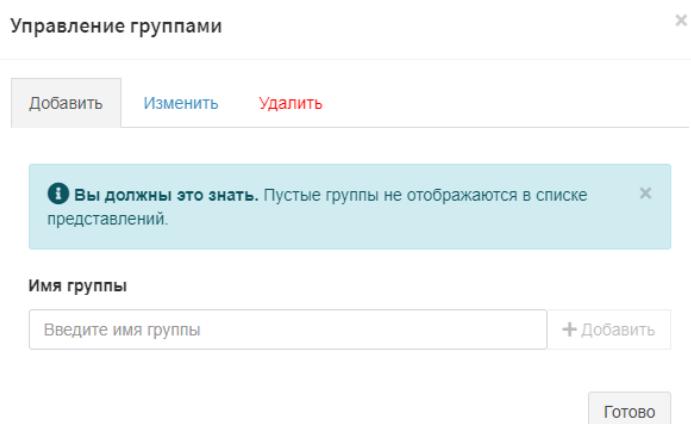 Управление группами
×
Добавить Изменить Удалить
Вы должны это знать. Пустые группы не отображаются в списке ×
представлений.
Имя группы
Введите имя группы + Добавить
Готово